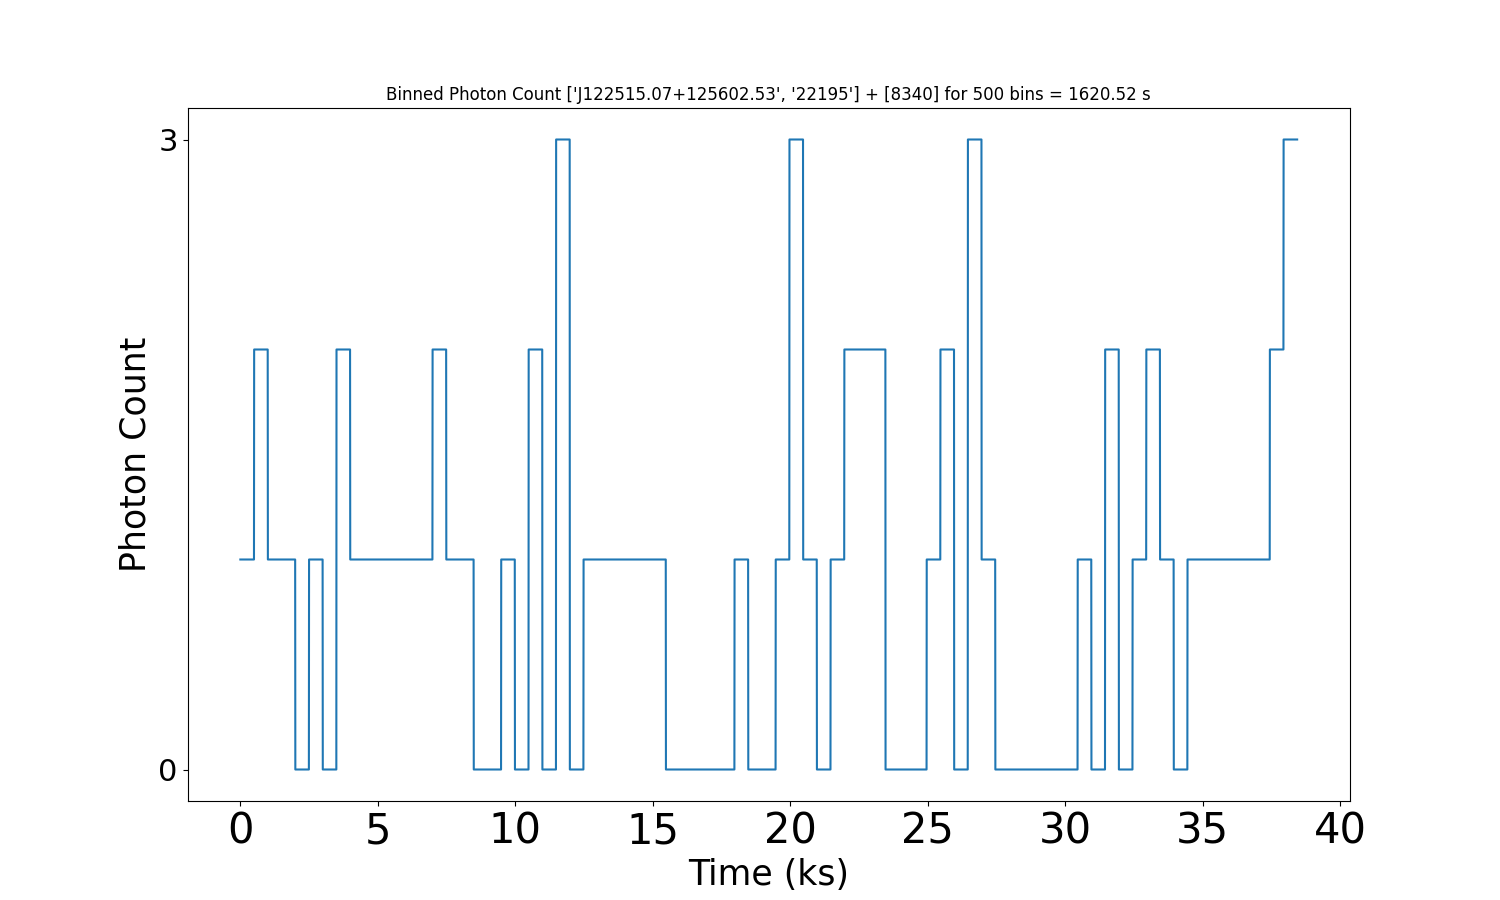 Binned Photon Count ['J122515.07+125602.53', '22195'] + [8340] for 500 bins = 1620.52 s
3
Photon Count
0
0 5 10 15 20 25 30 35 40
Time (ks)